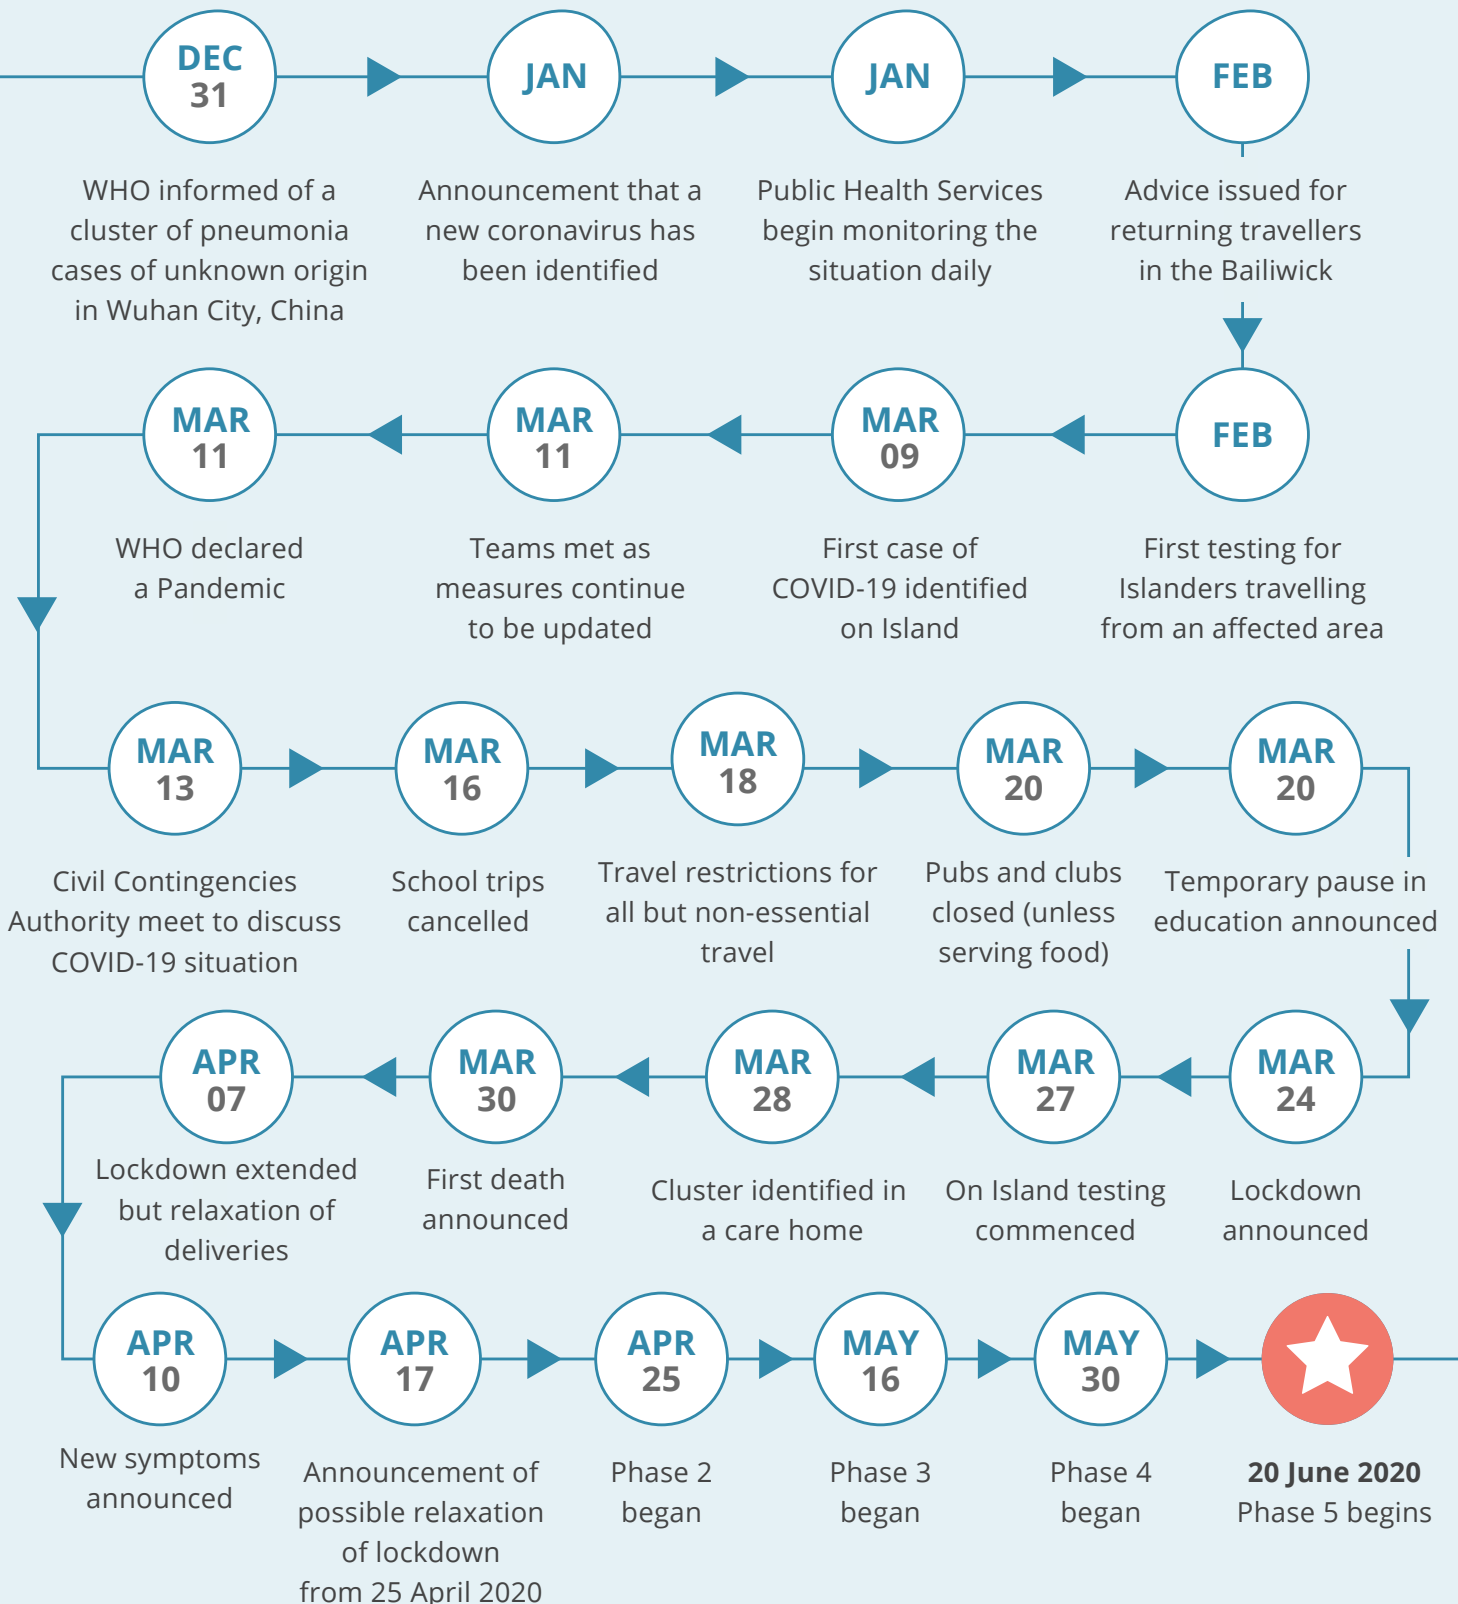 DEC
31
WHO informed of a
cluster of pneumonia
cases of unknown origin
in Wuhan City, China
JAN
Announcement that a
new coronavirus has
been identified
JAN
Public Health Services
begin monitoring the
situation daily
FEB
Advice issued for
returning travellers
in the Bailiwick
FEB
First testing for
Islanders travelling
from an affected area
MAR
09
First case of
COVID-19 identified
on Island
MAR
11
Teams met as
measures continue
to be updated
MAR
11
WHO declared
a Pandemic
MAR
13
Civil Contingencies
Authority meet to discuss
COVID-19 situation
MAR
16
School trips
cancelled
MAR
18
Travel restrictions for
all but non-essential
travel
MAR
20
Pubs and clubs
closed (unless
serving food)
MAR
20
Temporary pause in
education announced
MAR
24
Lockdown
announced
MAR
27
On Island testing
commenced
MAR
28
Cluster identified in
a care home
MAR
30
First death
announced
APR
07
Lockdown extended
but relaxation of
deliveries
APR
10
New symptoms
announced
APR
17
Announcement of
possible relaxation
of lockdown
from 25 April 2020
APR
25
Phase 2
began
MAY
16
Phase 3
began
MAY
30
Phase 4
began
20 June 2020
Phase 5 begins